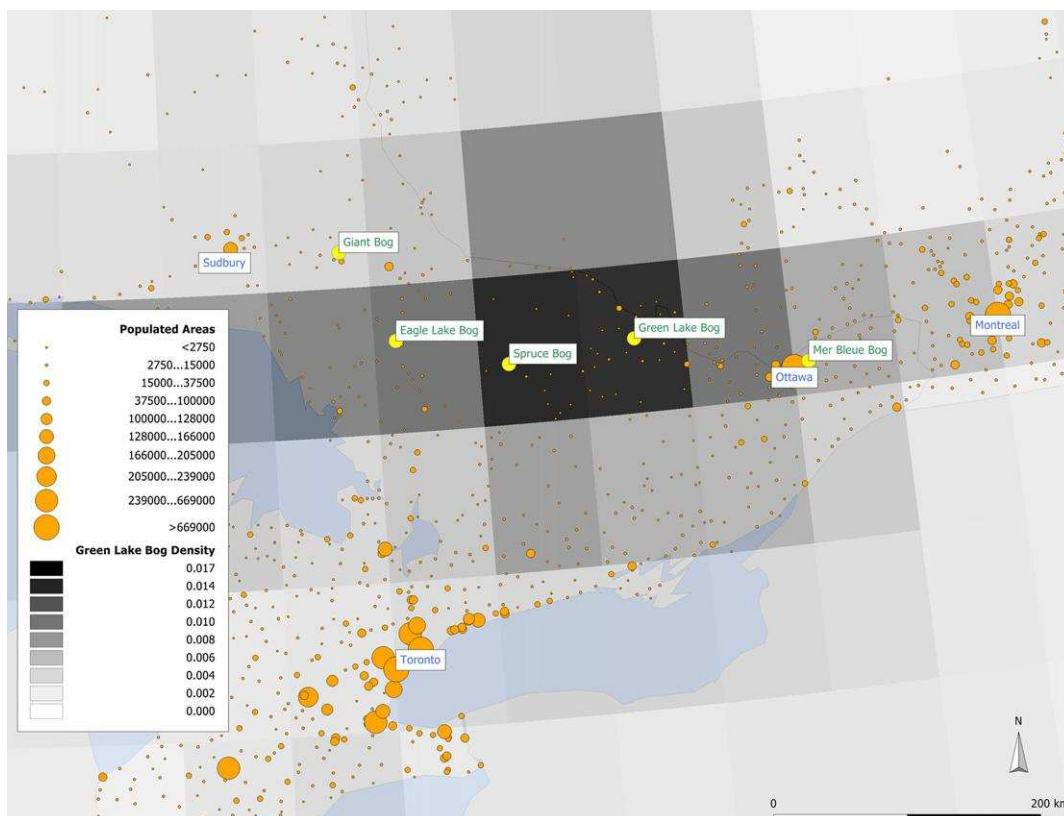 Giant Bog
Sudbury
Eagle Lake Bog
Green Lake Bog
Spruce Bog
Mer Bleue Bog
Ottawa
Montreal
Toronto
Populated Areas
<2750
2750...15000
15000...37500
37500...100000
100000...128000
128000...166000
166000...205000
205000...239000
239000...669000
>669000
Green Lake Bog Density
0.017
0.014
0.012
0.010
0.008
0.006
0.004
0.002
0.000
N
0 200 km